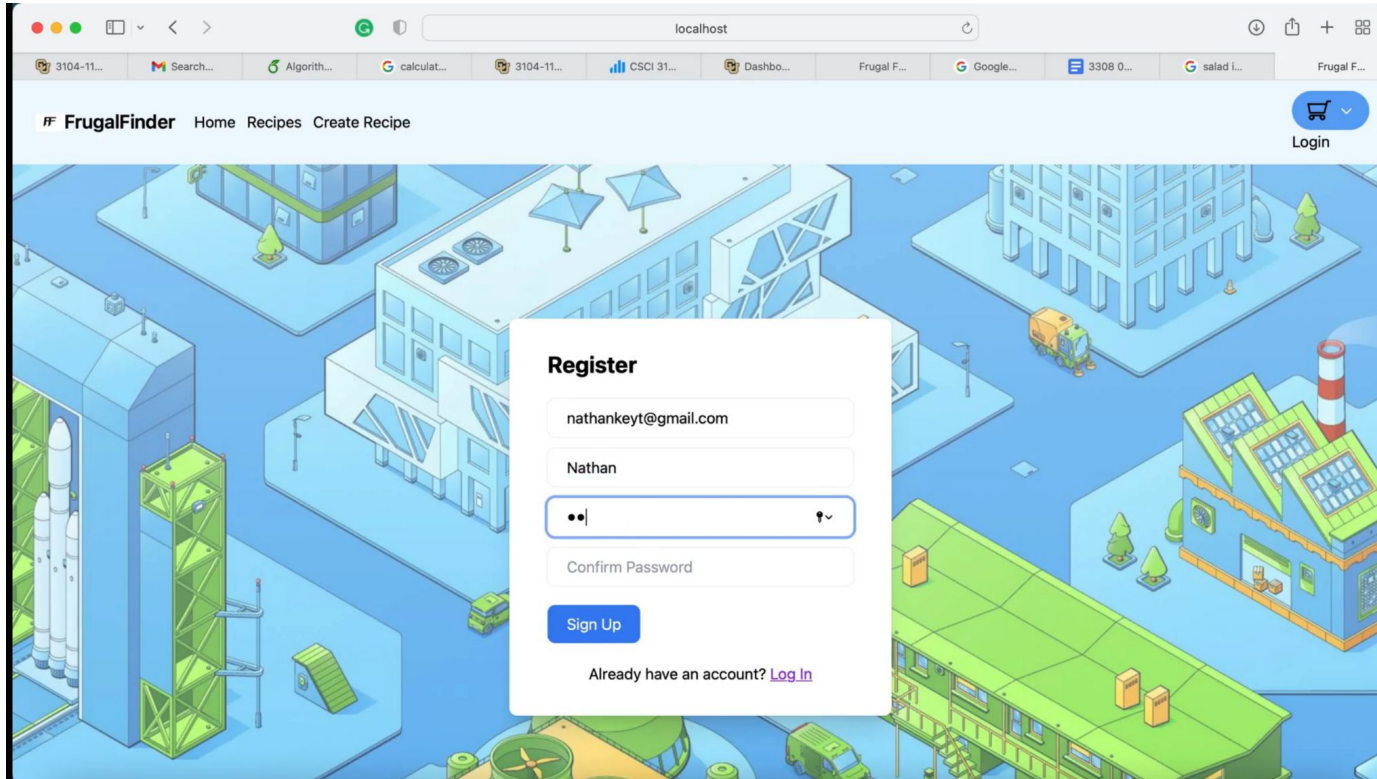 localhost
3104-11... Search... Algorith... calculat... 3104-11... CSCI 31... Dashbo... Frugal F... Google... 3308 0... salad i... Frugal F...
FF FrugalFinder Home Recipes Create Recipe
Login
Register
nathankeyt@gmail.com
Nathan
Confirm Password
Sign Up
Already have an account? Log In